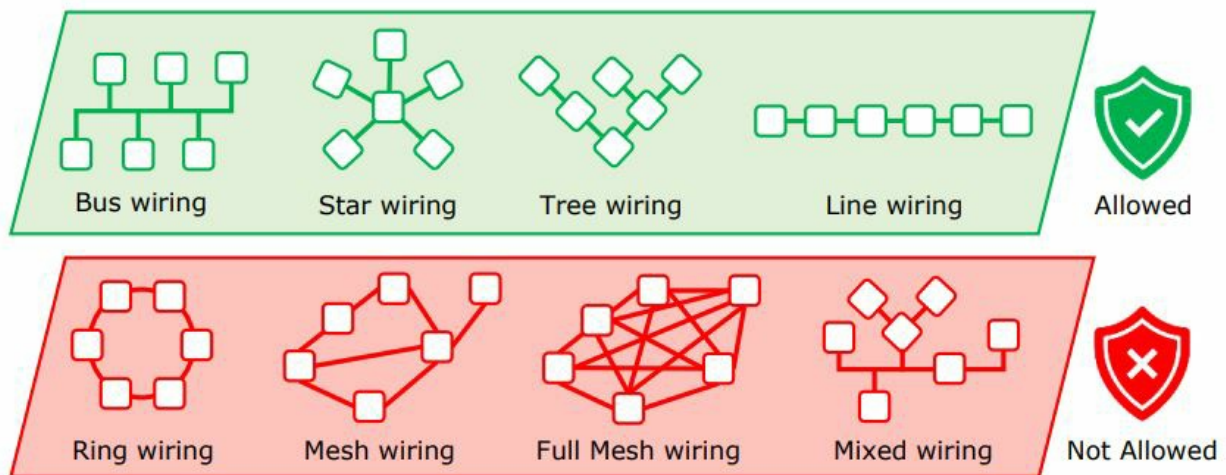 Bus wiring
Star wiring
Tree wiring
Line wiring
Allowed
Ring wiring
Mesh wiring
Full Mesh wiring
Mixed wiring
Not Allowed